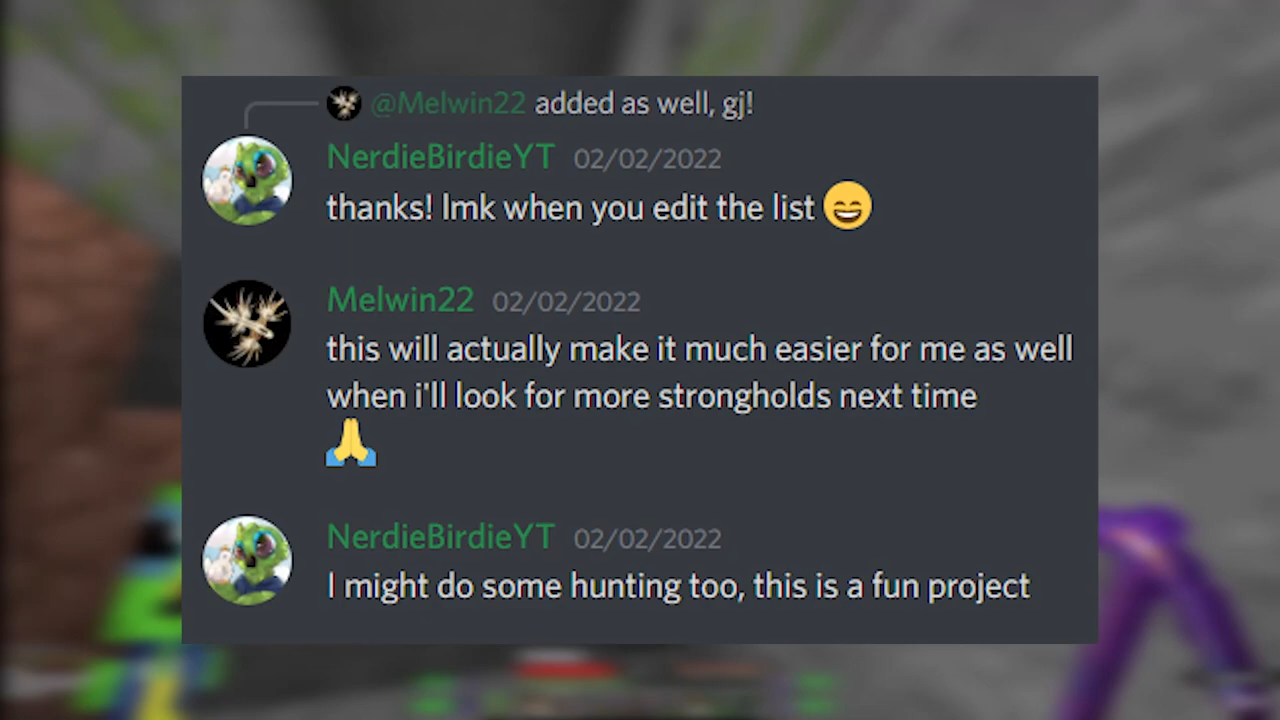 @Melwin22 added as well, gj!
NerdieBirdieYT 02/02/2022
thanks! lmk when you edit the list 😄
Melwin22 02/02/2022
this will actually make it much easier for me as well
when i'll look for more strongholds next time
🙏
NerdieBirdieYT 02/02/2022
I might do some hunting too, this is a fun project